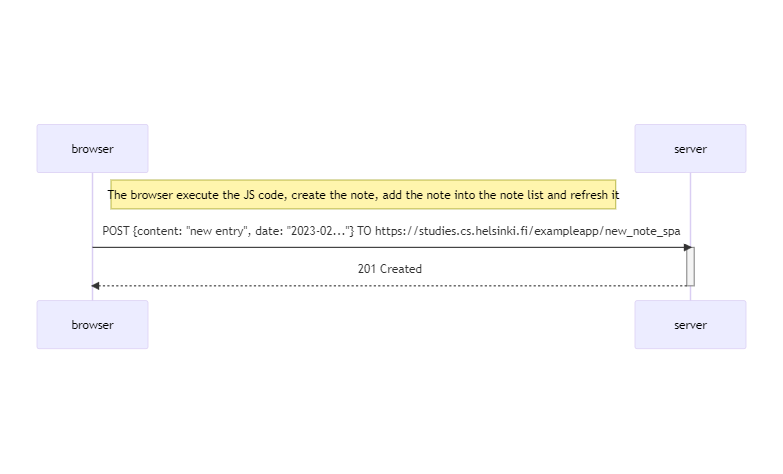 browser
server
The browser execute the JS code, create the note, add the note into the note list and refresh it
POST {content: "new entry", date: "2023-02..."} TO https://studies.cs.helsinki.fi/exampleapp/new_note_spa
201 Created
browser
server